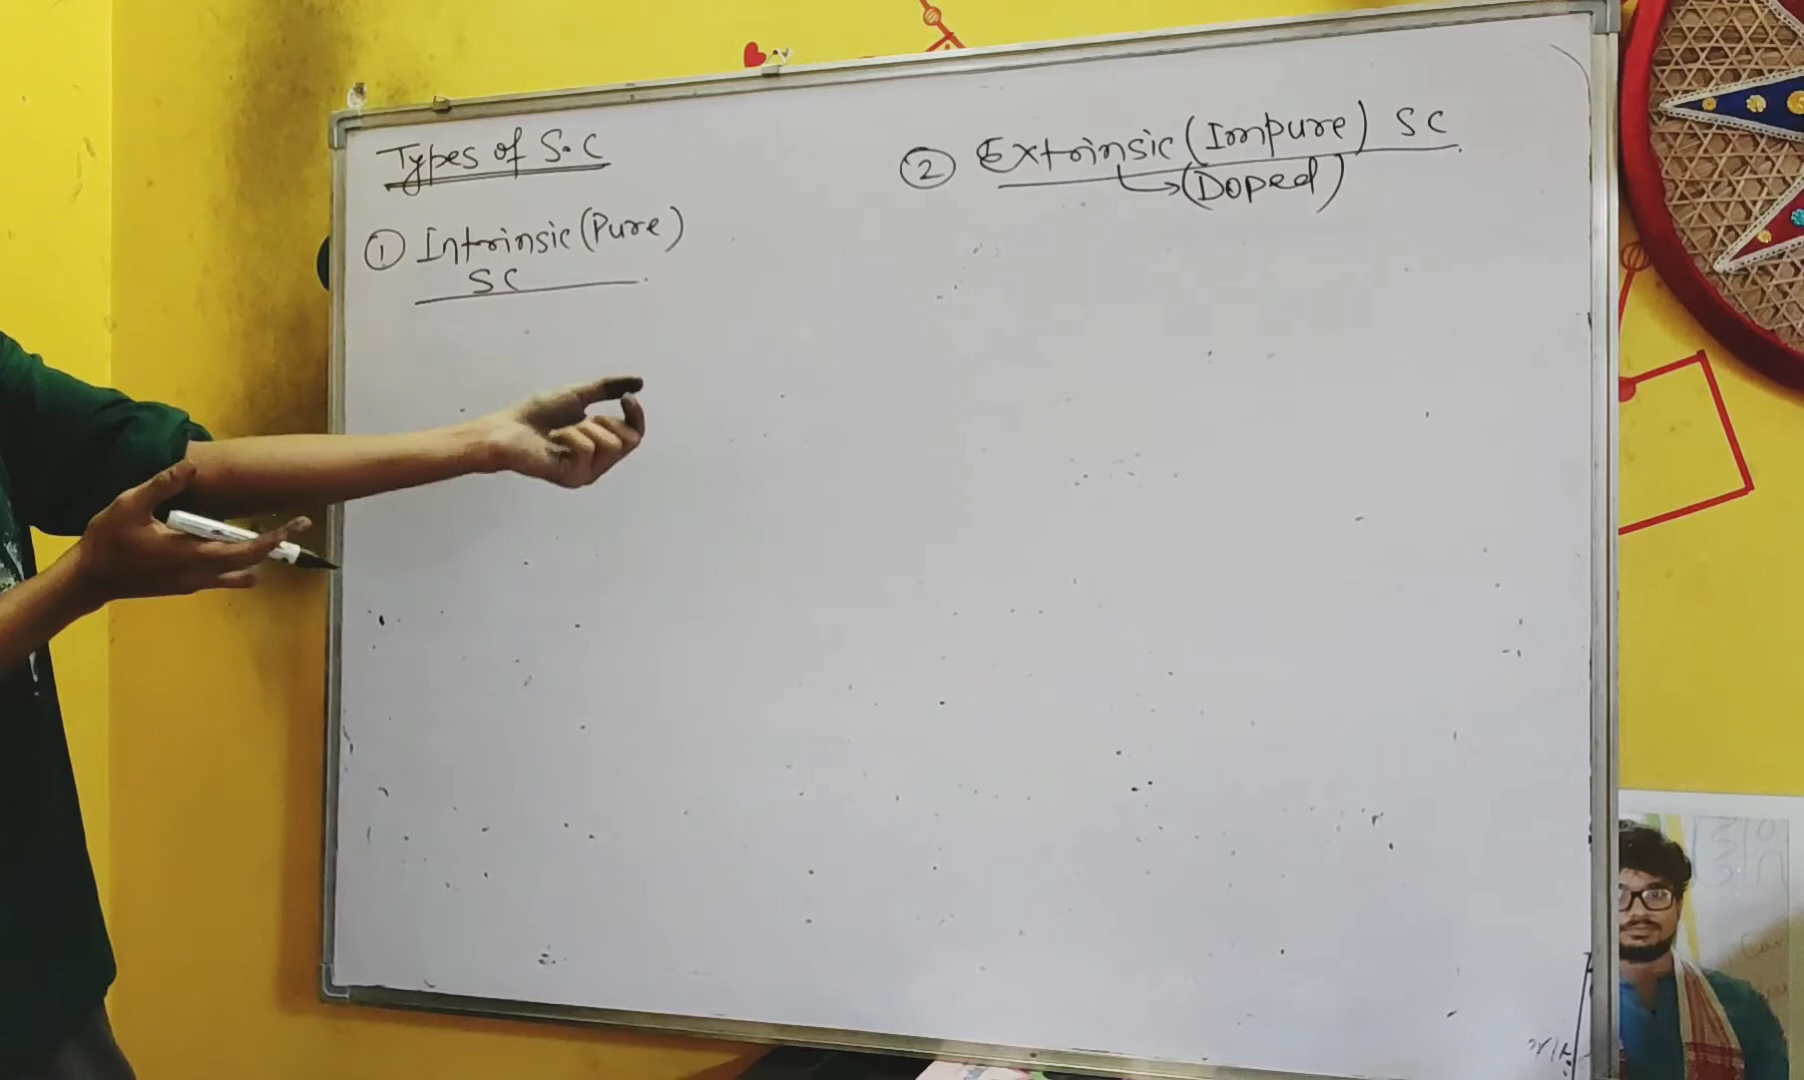 Types of S.C
① Intrinsic (Pure)
SC
② Extrinsic (Impure) SC
(Doped)